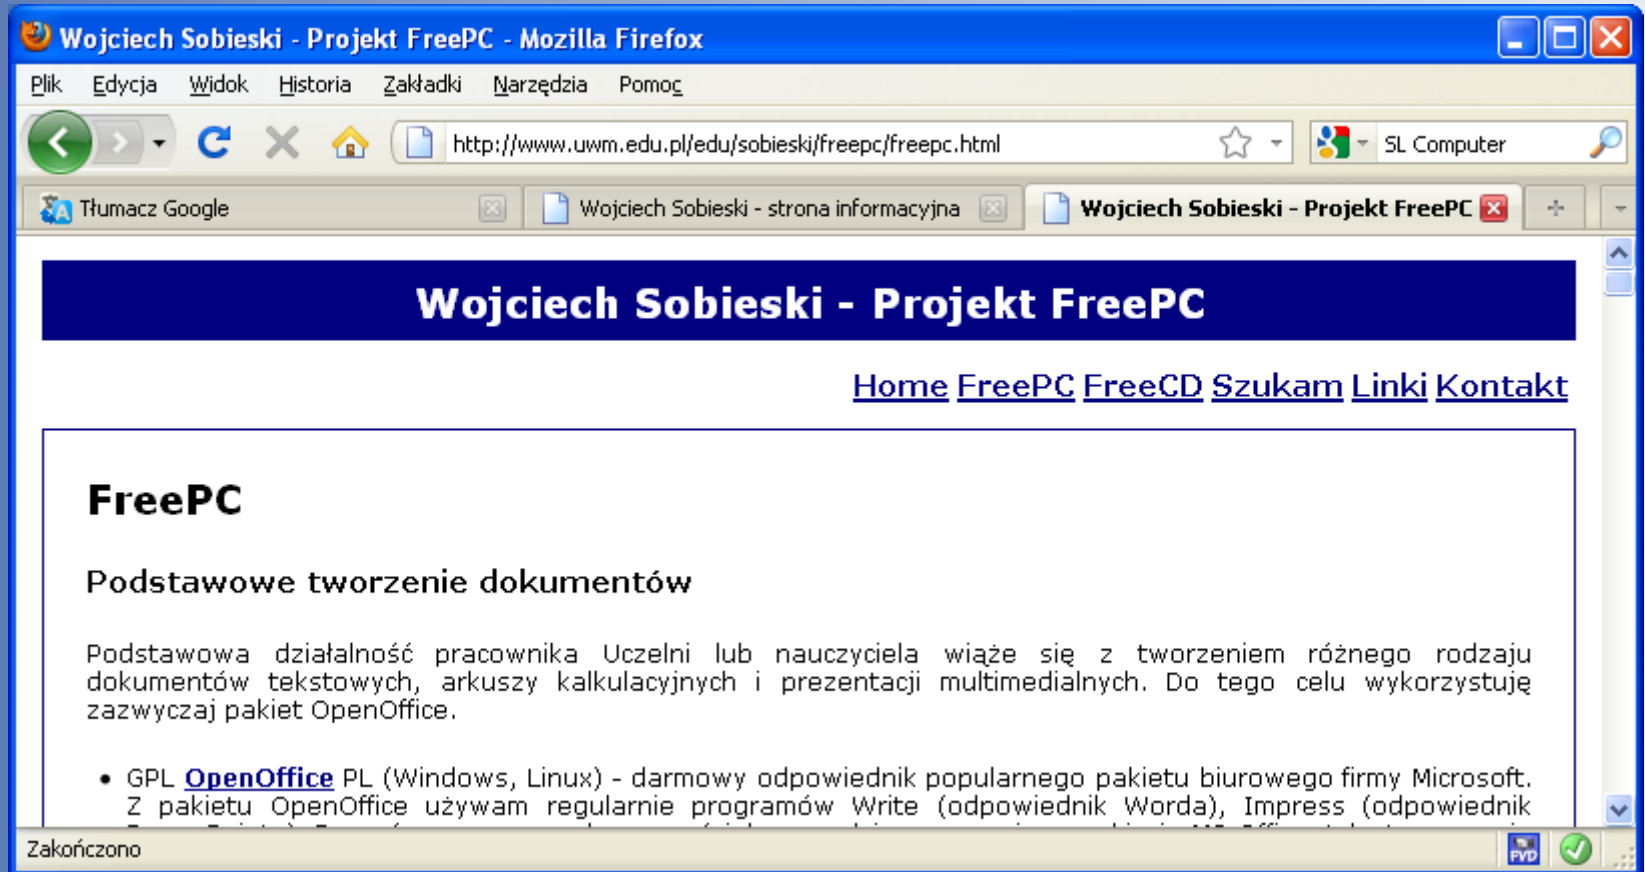 Wojciech Sobieski - Projekt FreePC - Mozilla Firefox
Plik Edycja Widok Historia Zakładki Narzędzia Pomoc
http://www.uwm.edu.pl/edu/sobieski/freepc/freepc.html SL Computer
Tłumacz Google Wojciech Sobieski - strona informacyjna Wojciech Sobieski - Projekt FreePC
Wojciech Sobieski - Projekt FreePC
Home FreePC FreeCD Szukam Linki Kontakt
FreePC
Podstawowe tworzenie dokumentów
Podstawowa działalność pracownika Uczelni lub nauczyciela wiąże się z tworzeniem różnego rodzaju
dokumentów tekstowych, arkuszy kalkulacyjnych i prezentacji multimedialnych. Do tego celu wykorzystuję
zazwyczaj pakiet OpenOffice.
• GPL OpenOffice PL (Windows, Linux) - darmowy odpowiednik popularnego pakietu biurowego firmy Microsoft.
Z pakietu OpenOffice używam regularnie programów Write (odpowiednik Worda), Impress (odpowiednik
Zakończono FVD